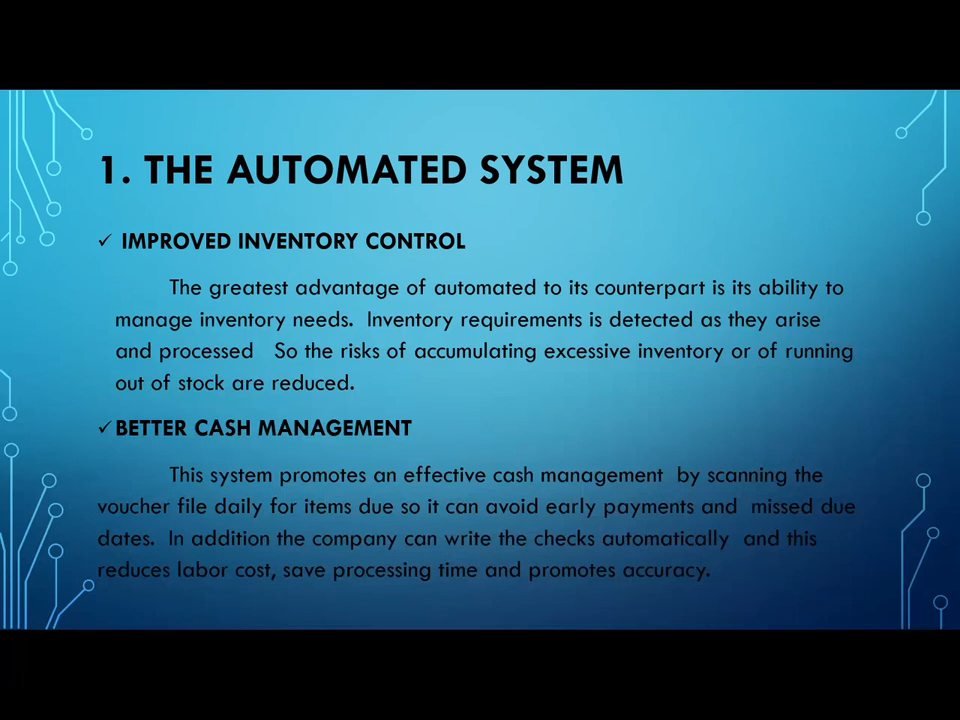 1. THE AUTOMATED SYSTEM
✓ IMPROVED INVENTORY CONTROL
The greatest advantage of automated to its counterpart is its ability to
manage inventory needs.  Inventory requirements is detected as they arise
and processed   So the risks of accumulating excessive inventory or of running
out of stock are reduced.
✓BETTER CASH MANAGEMENT
This system promotes an effective cash management  by scanning the
voucher file daily for items due so it can avoid early payments and  missed due
dates.  In addition the company can write the checks automatically  and this
reduces labor cost, save processing time and promotes accuracy.